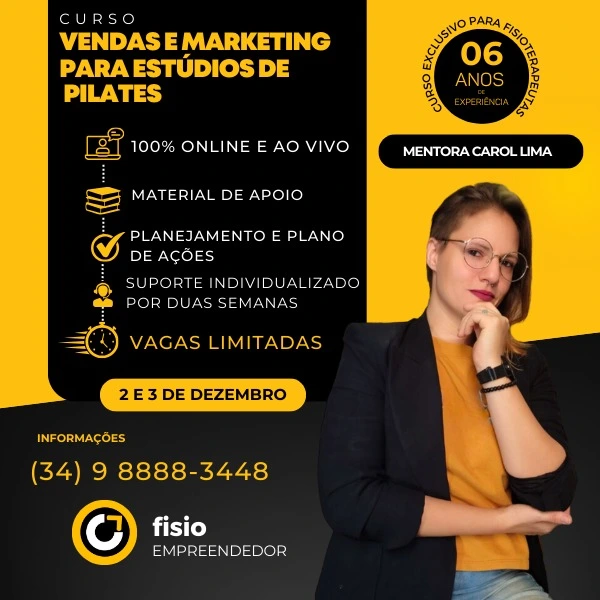 CURSO
VENDAS E MARKETING
PARA ESTÚDIOS DE
PILATES
100% ONLINE E AO VIVO
MATERIAL DE APOIO
PLANEJAMENTO E PLANO
DE AÇÕES
SUPORTE INDIVIDUALIZADO
POR DUAS SEMANAS
VAGAS LIMITADAS
2 E 3 DE DEZEMBRO
INFORMAÇÕES
(34) 9 8888-3448
fisio
EMPREENDEDOR
CURSO EXCLUSIVO PARA FISIOTERAPEUTAS
06
ANOS
DE
EXPERIÊNCIA
MENTORA CAROL LIMA